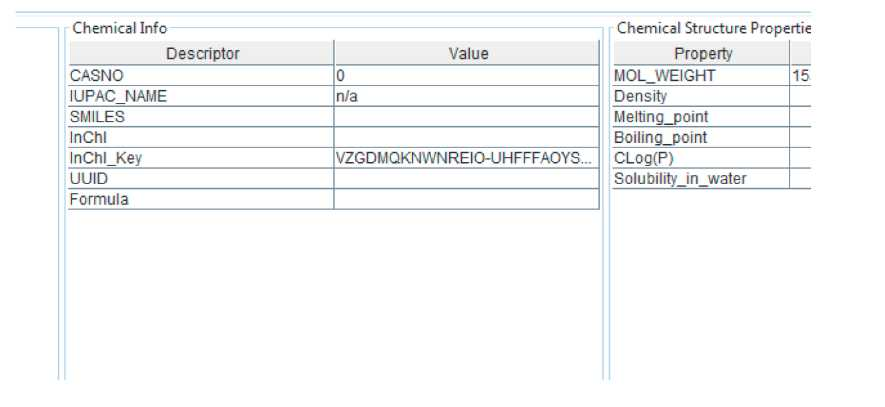 Chemical Info
Descriptor Value
CASNO 0
IUPAC_NAME n/a
SMILES
InChI
InChI_Key VZGDMQKNWNREIO-UHFFFAOYS...
UUID
Formula
Chemical Structure Propertie
Property
MOL_WEIGHT 15
Density
Melting_point
Boiling_point
CLog(P)
Solubility_in_water